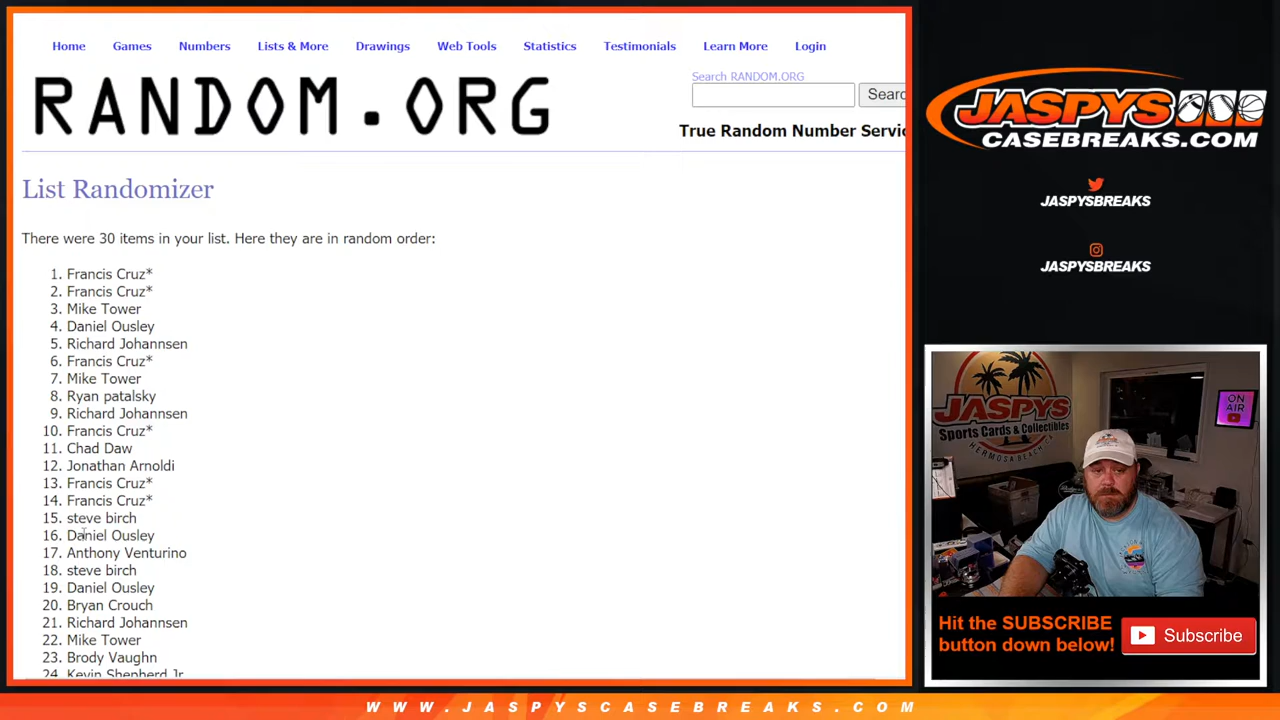 Home Games Numbers Lists & More Drawings Web Tools Statistics Testimonials Learn More Login
RANDOM.ORG
Search RANDOM.ORG
Searc
True Random Number Servic
List Randomizer
There were 30 items in your list. Here they are in random order:
1. Francis Cruz*
2. Francis Cruz*
3. Mike Tower
4. Daniel Ousley
5. Richard Johannsen
6. Francis Cruz*
7. Mike Tower
8. Ryan patalsky
9. Richard Johannsen
10. Francis Cruz*
11. Chad Daw
12. Jonathan Arnoldi
13. Francis Cruz*
14. Francis Cruz*
15. steve birch
16. Daniel Ousley
17. Anthony Venturino
18. steve birch
19. Daniel Ousley
20. Bryan Crouch
21. Richard Johannsen
22. Mike Tower
23. Brody Vaughn
24. Kevin Shepherd Jr
JASPYS
CASEBREAKS.COM
JASPYSBREAKS
JASPYSBREAKS
JASPYS
Sports Cards & Collectibles
HERMOSA BEACH
ON AIR
Hit the SUBSCRIBE
button down below!
Subscribe
WWW.JASPYSCASEBREAKS.COM